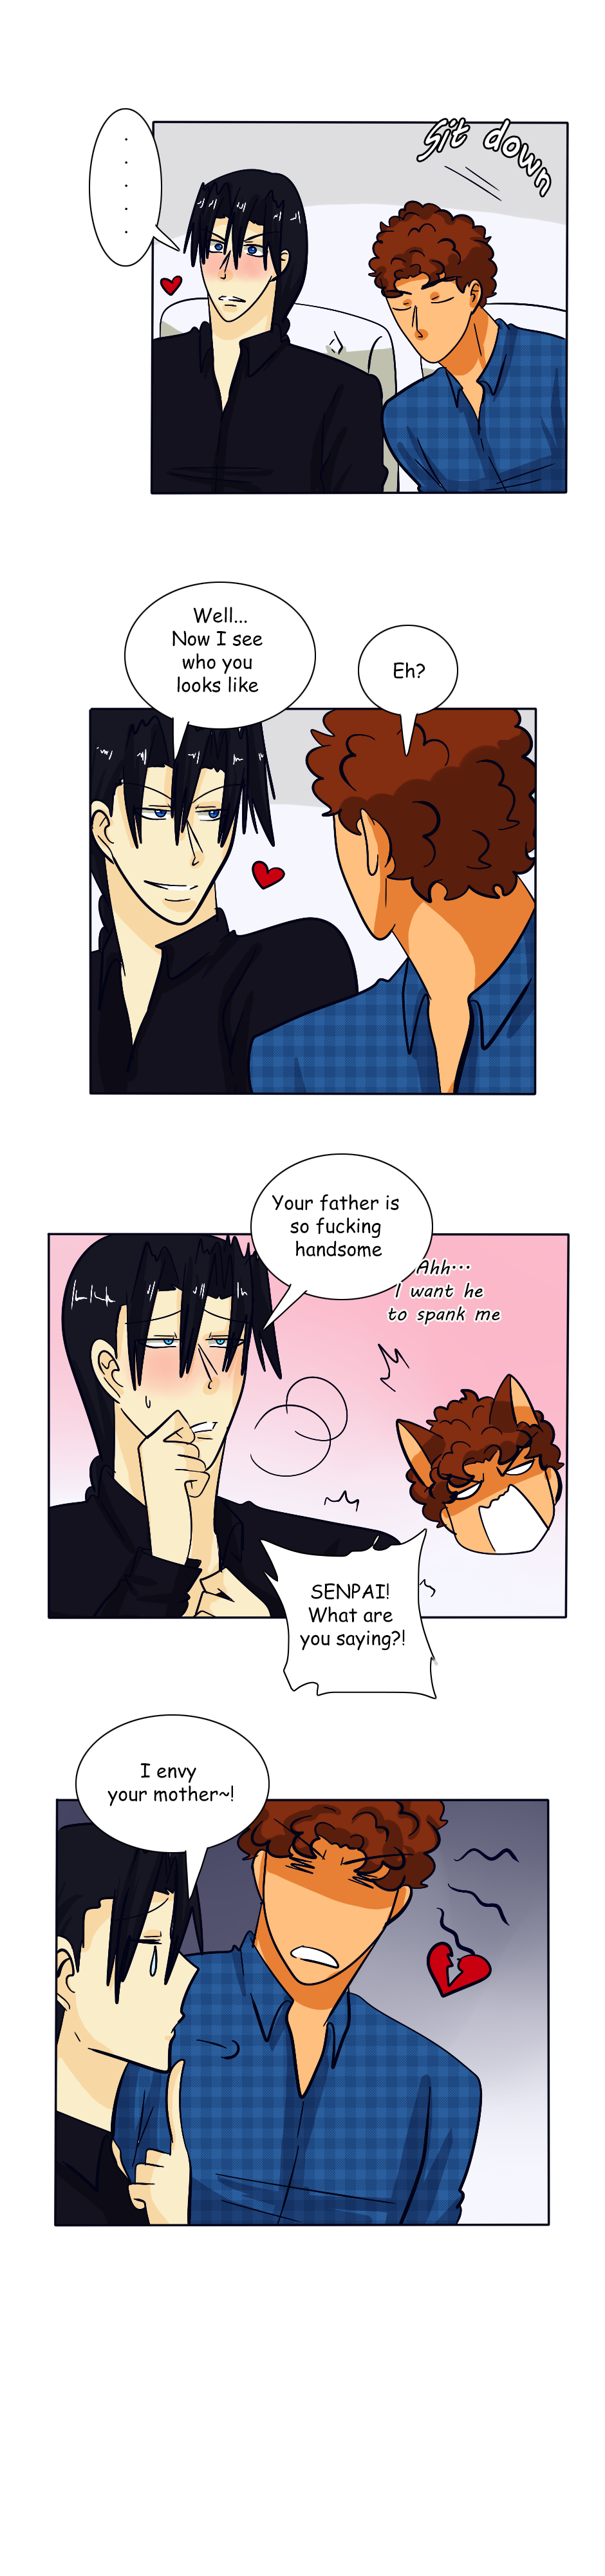 Sit down
.
.
.
.
.
Well...
Now I see
who you
looks like
Eh?
Your father is
so fucking
handsome
Ahh...
I want he
to spank me
SENPAI!
What are
you saying?!
I envy
your mother~!